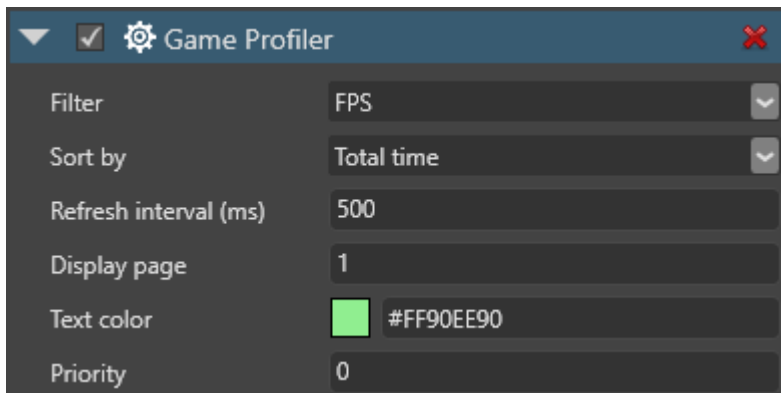 Game Profiler
Filter FPS
Sort by Total time
Refresh interval (ms) 500
Display page 1
Text color #FF90EE90
Priority 0